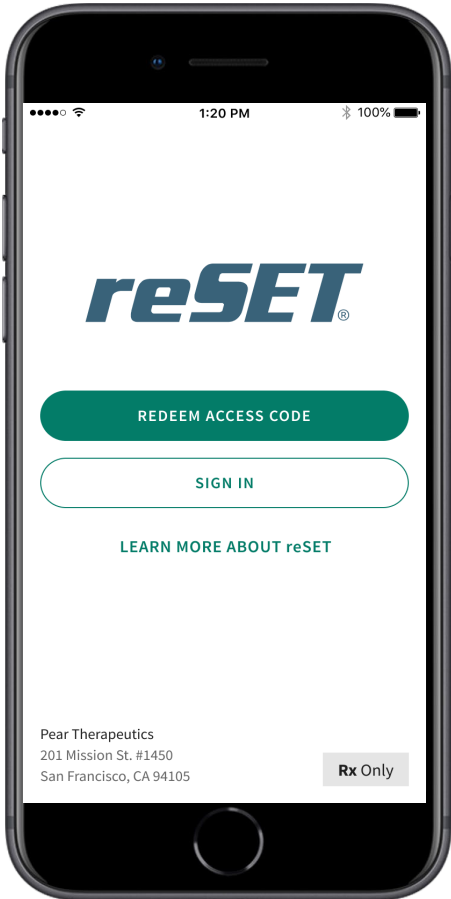 1:20 PM 100%
reSET®
REDEEM ACCESS CODE
SIGN IN
LEARN MORE ABOUT reSET
Pear Therapeutics
201 Mission St. #1450
San Francisco, CA 94105
Rx Only